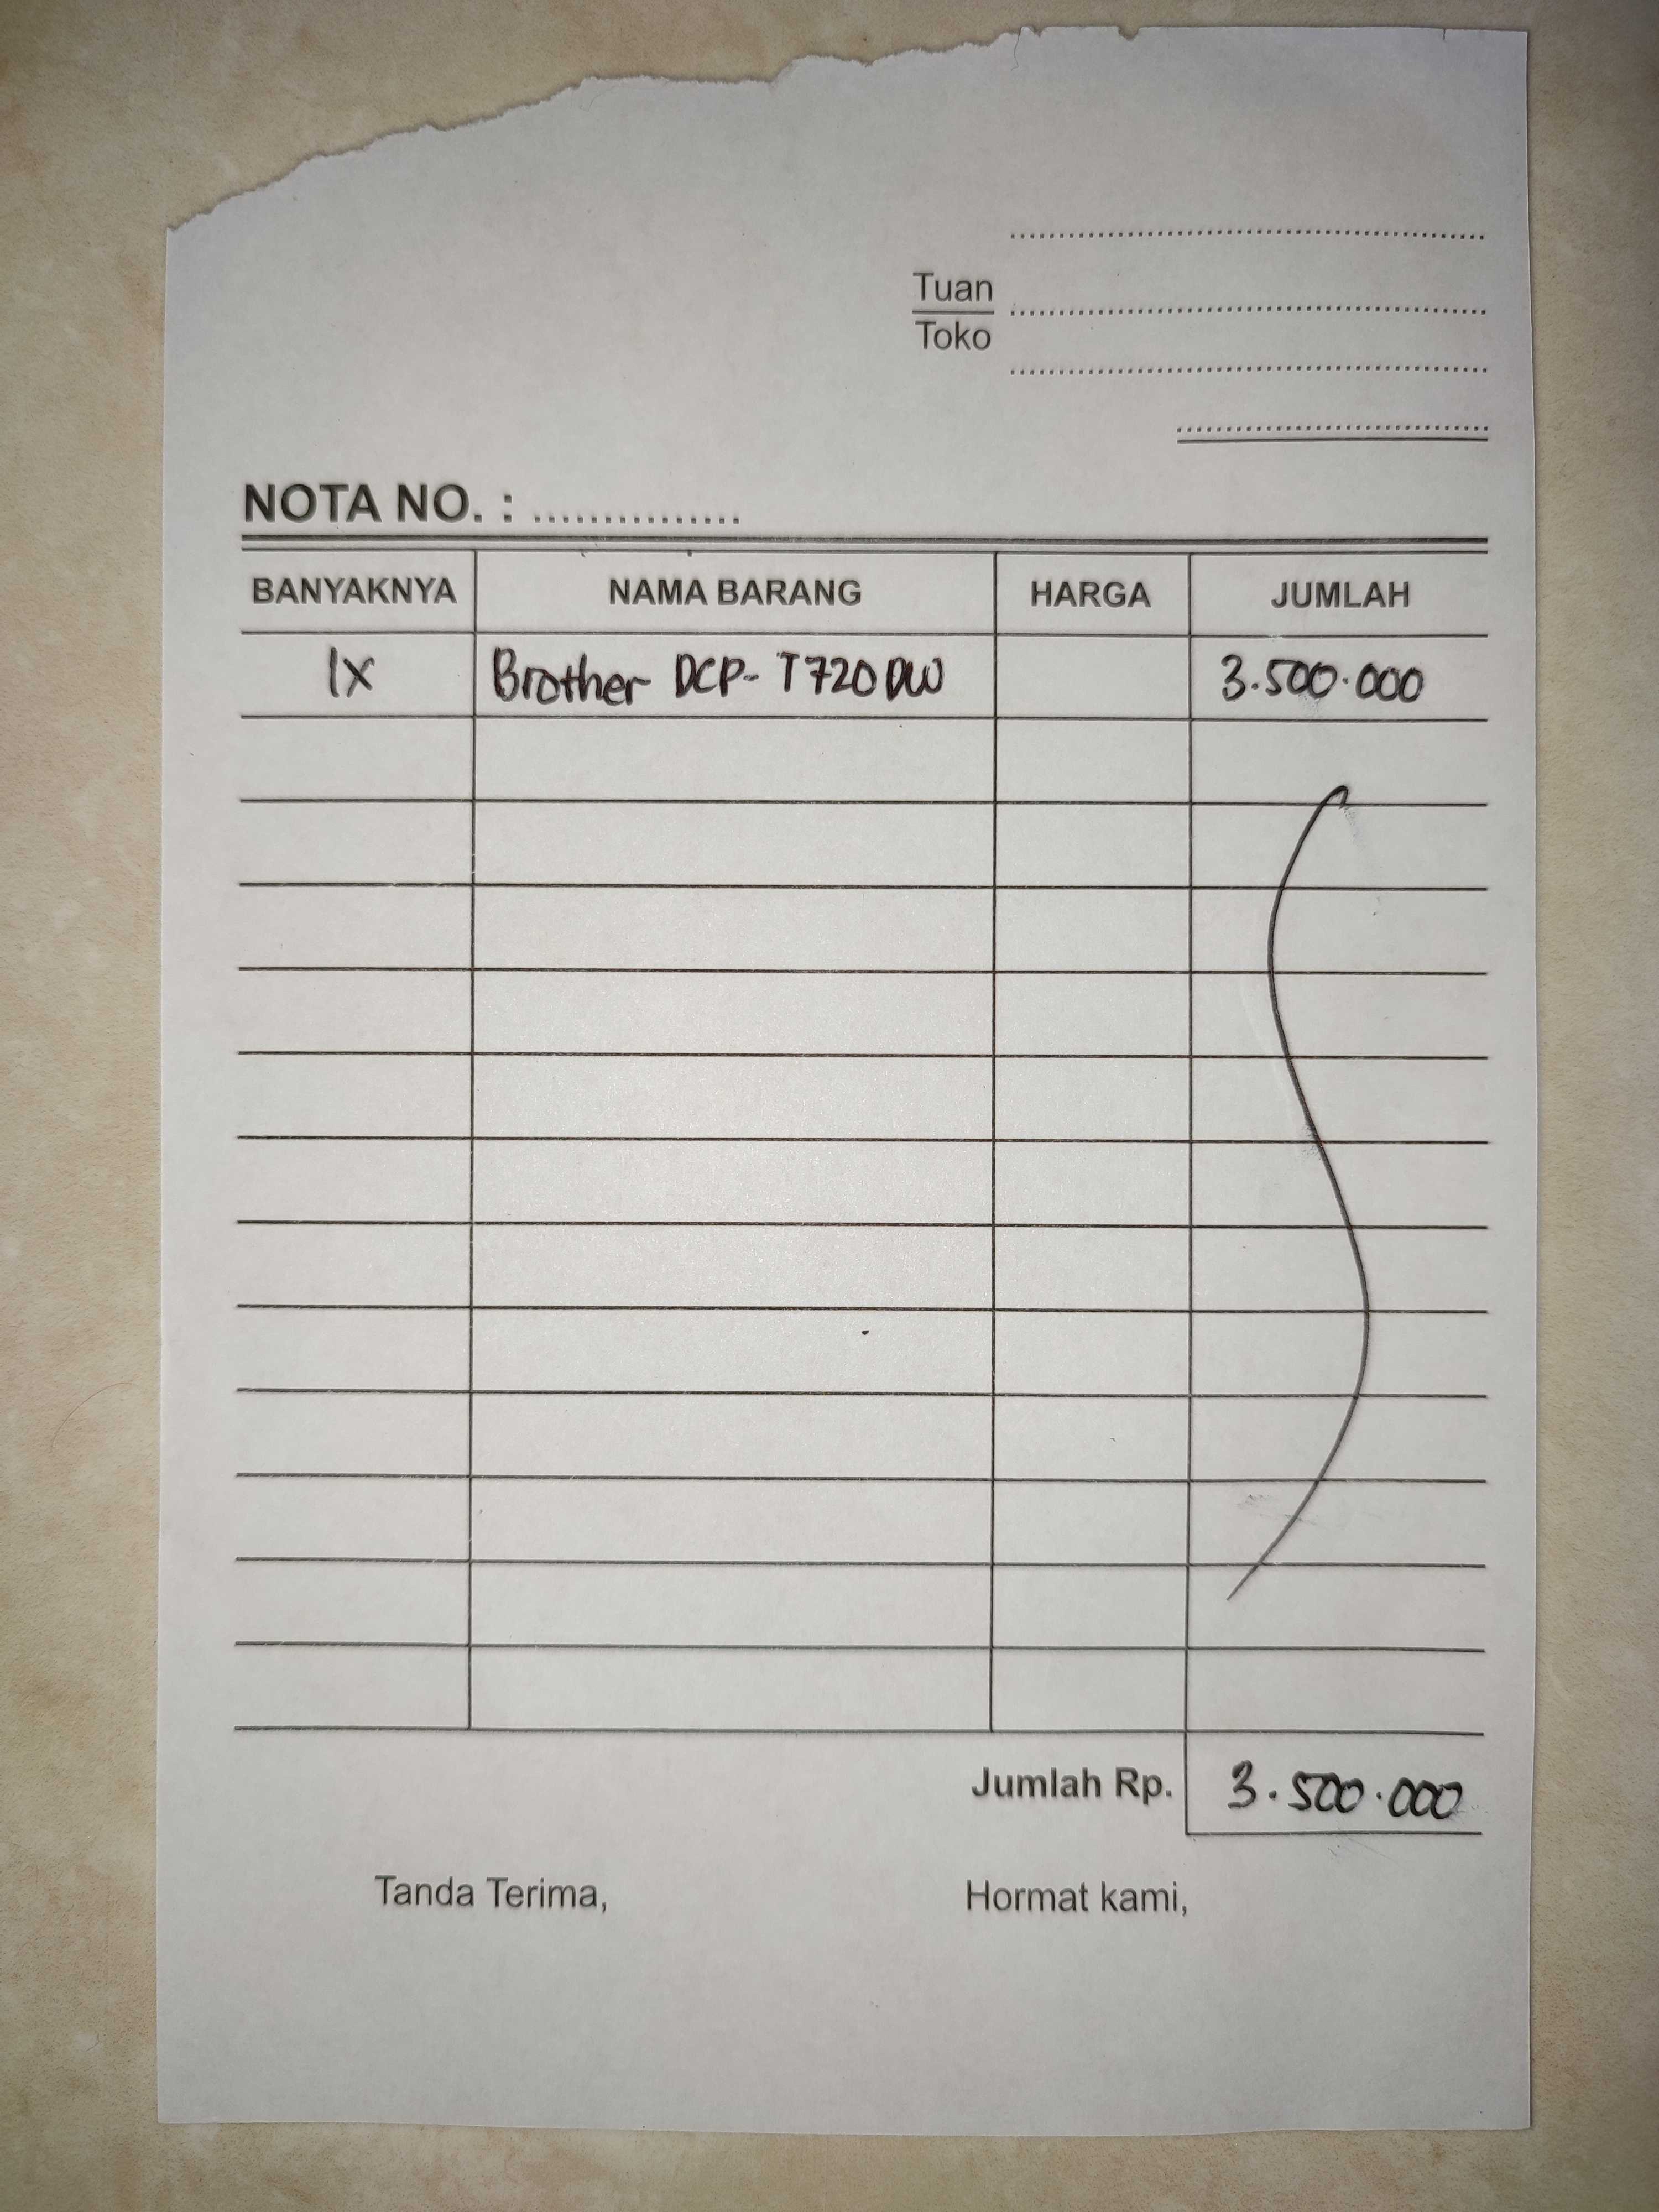 Tuan
Toko
NOTA NO. : ...............
BANYAKNYA NAMA BARANG HARGA JUMLAH
1x Brother DCP-T720DW 3.500.000
Jumlah Rp. 3.500.000
Tanda Terima, Hormat kami,